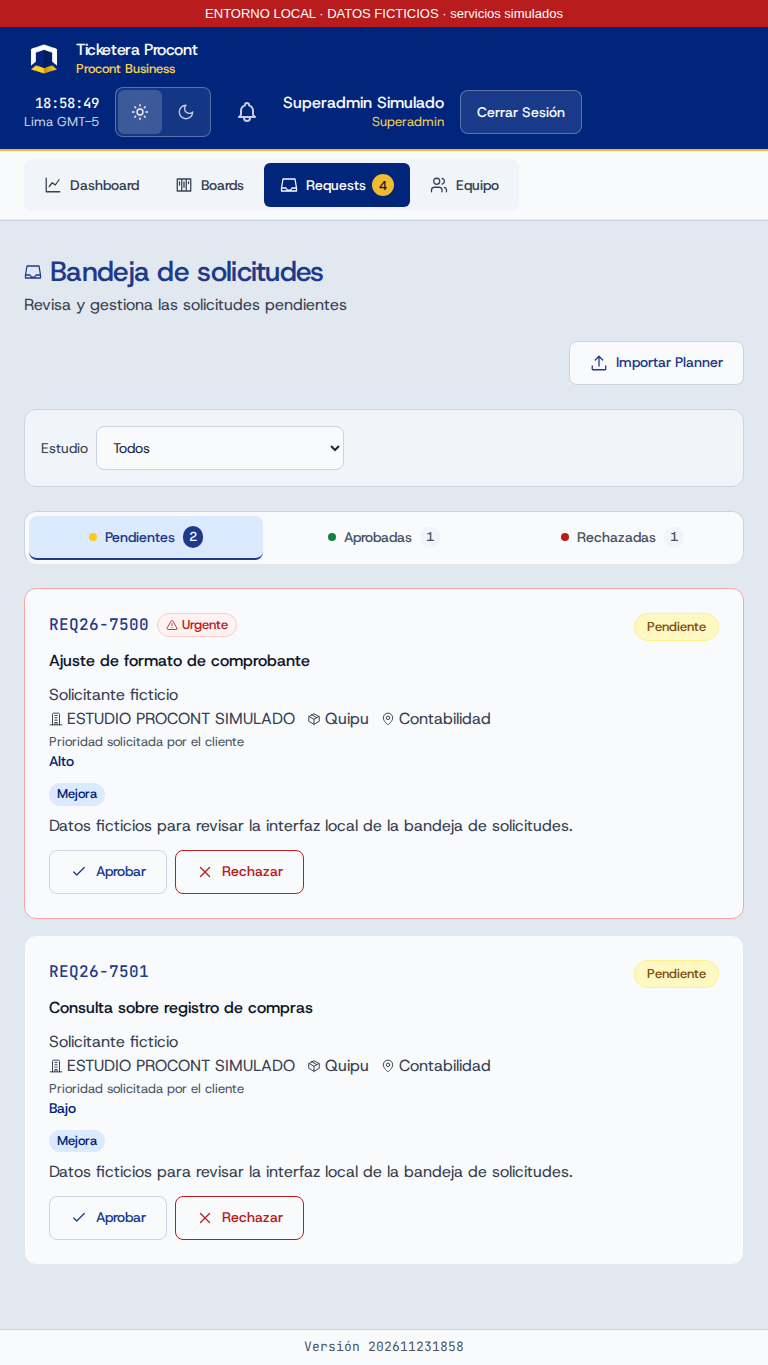 ENTORNO LOCAL · DATOS FICTICIOS · servicios simulados
Ticketera Procont
Procont Business
18:58:49
Lima GMT-5
Superadmin Simulado
Superadmin
Cerrar Sesión
Dashboard
Boards
Requests 4
Equipo
Bandeja de solicitudes
Revisa y gestiona las solicitudes pendientes
Importar Planner
Estudio Todos
Pendientes 2
Aprobadas 1
Rechazadas 1
REQ26-7500 Urgente Pendiente
Ajuste de formato de comprobante
Solicitante ficticio
ESTUDIO PROCONT SIMULADO Quipu Contabilidad
Prioridad solicitada por el cliente
Alto
Mejora
Datos ficticios para revisar la interfaz local de la bandeja de solicitudes.
Aprobar Rechazar
REQ26-7501 Pendiente
Consulta sobre registro de compras
Solicitante ficticio
ESTUDIO PROCONT SIMULADO Quipu Contabilidad
Prioridad solicitada por el cliente
Bajo
Mejora
Datos ficticios para revisar la interfaz local de la bandeja de solicitudes.
Aprobar Rechazar
Versión 202611231858